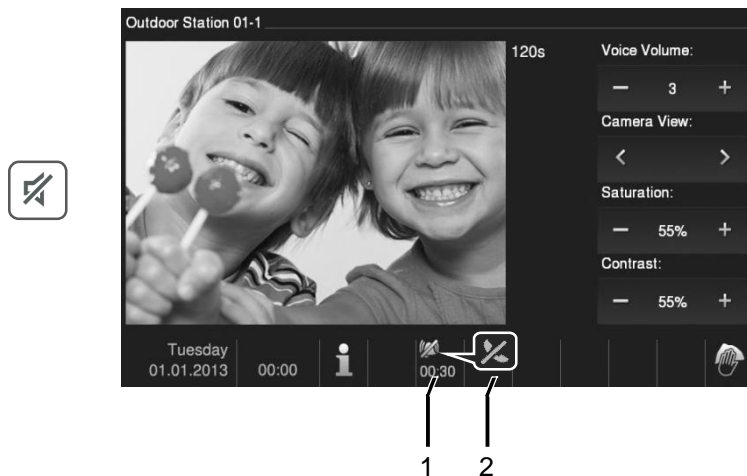 Outdoor Station 01-1
120s
Voice Volume:
− 3 +
Camera View:
< >
Saturation:
− 55% +
Contrast:
− 55% +
Tuesday
01.01.2013
00:00
i
00:30
1 2